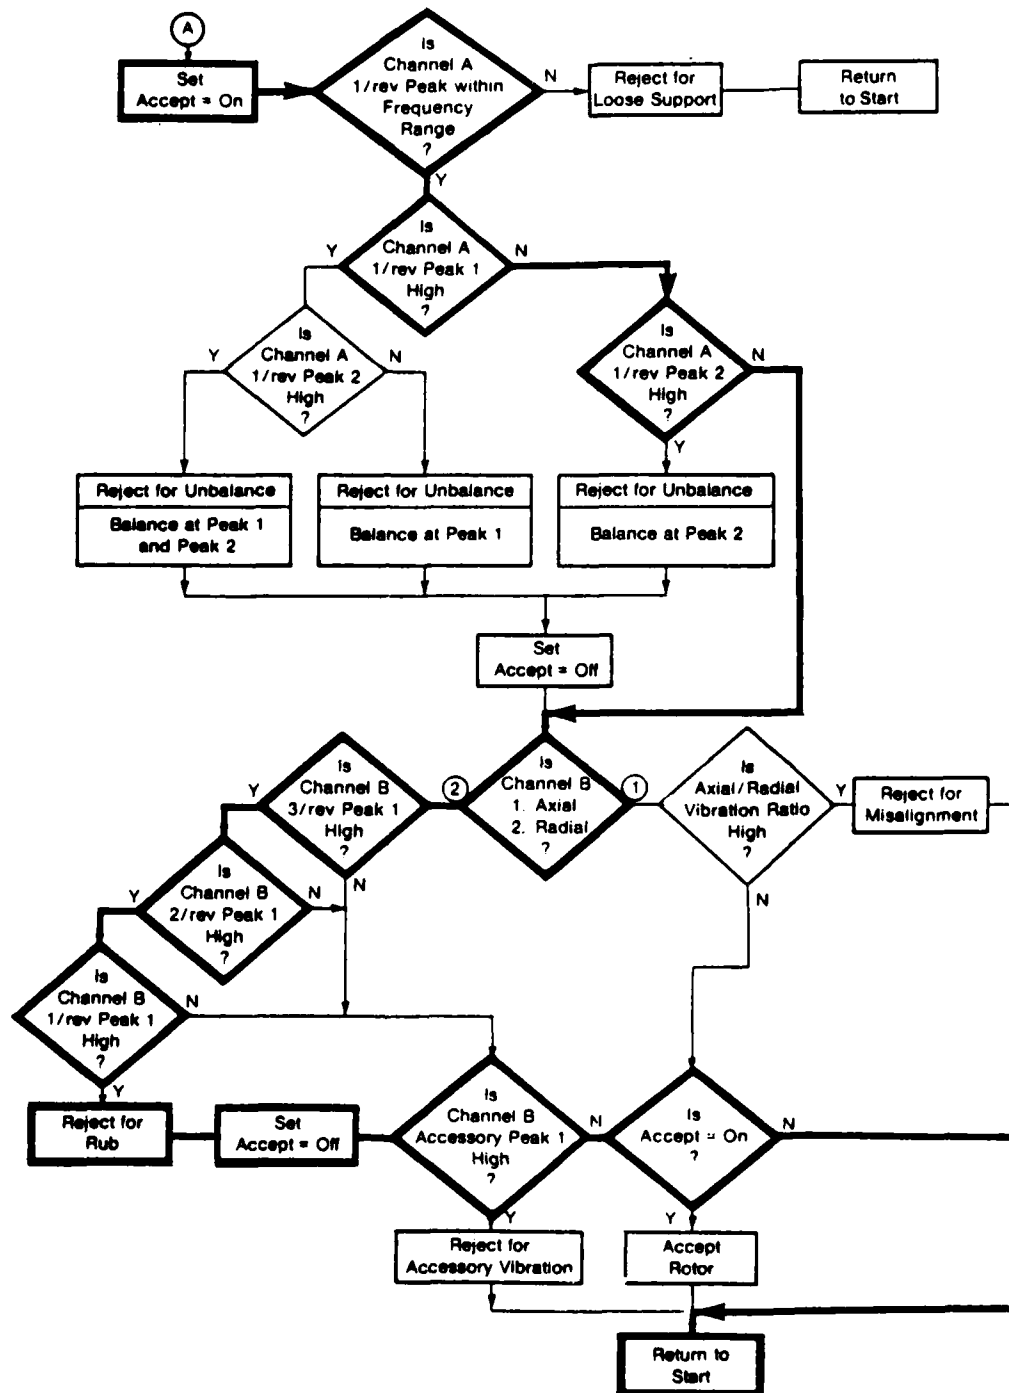 A
Set
Accept = On
Is
Channel A
1/rev Peak within
Frequency
Range
?
N
Reject for
Loose Support
Return
to Start
Y
Is
Channel A
1/rev Peak 1
High
?
Y
N
Is
Channel A
1/rev Peak 2
High
?
Y
N
Is
Channel A
1/rev Peak 2
High
?
N
Y
Reject for Unbalance
Balance at Peak 1
and Peak 2
Reject for Unbalance
Balance at Peak 1
Reject for Unbalance
Balance at Peak 2
Set
Accept = Off
Is
Channel B
1. Axial
2. Radial
?
2
1
Is
Channel B
3/rev Peak 1
High
?
Y
N
Is
Axial/Radial
Vibration Ratio
High
?
Y
N
Reject for
Misalignment
Is
Channel B
2/rev Peak 1
High
?
Y
N
Is
Channel B
1/rev Peak 1
High
?
N
Y
Reject for
Rub
Set
Accept = Off
Is
Channel B
Accessory Peak 1
High
?
N
Y
Is
Accept = On
?
N
Y
Reject for
Accessory Vibration
Accept
Rotor
Return to
Start